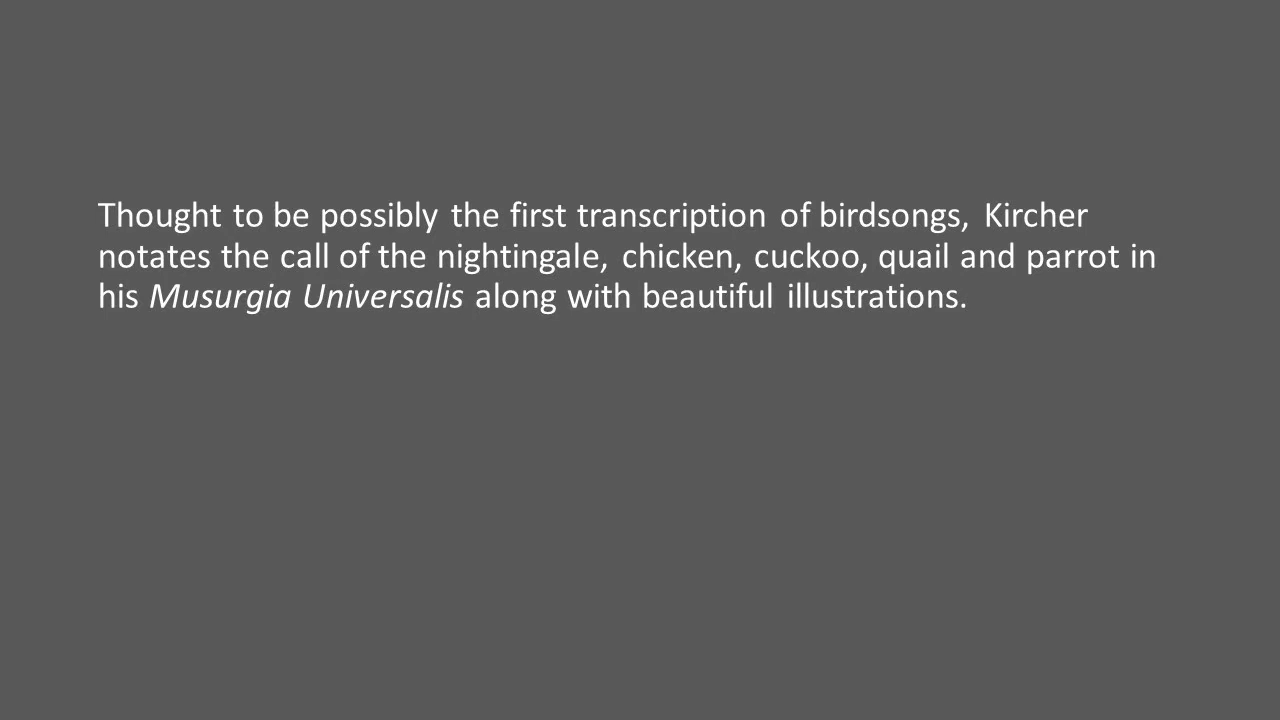 Thought to be possibly the first transcription of birdsongs, Kircher
notates the call of the nightingale, chicken, cuckoo, quail and parrot in
his Musurgia Universalis along with beautiful illustrations.